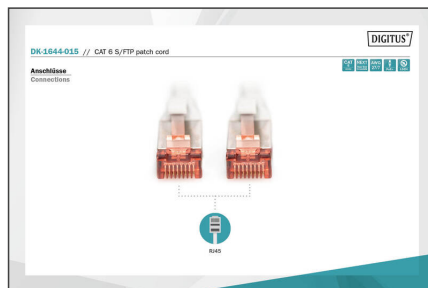 DIGITUS®
DK-1644-015 // CAT 6 S/FTP patch cord
Anschlüsse
Connections
RJ45